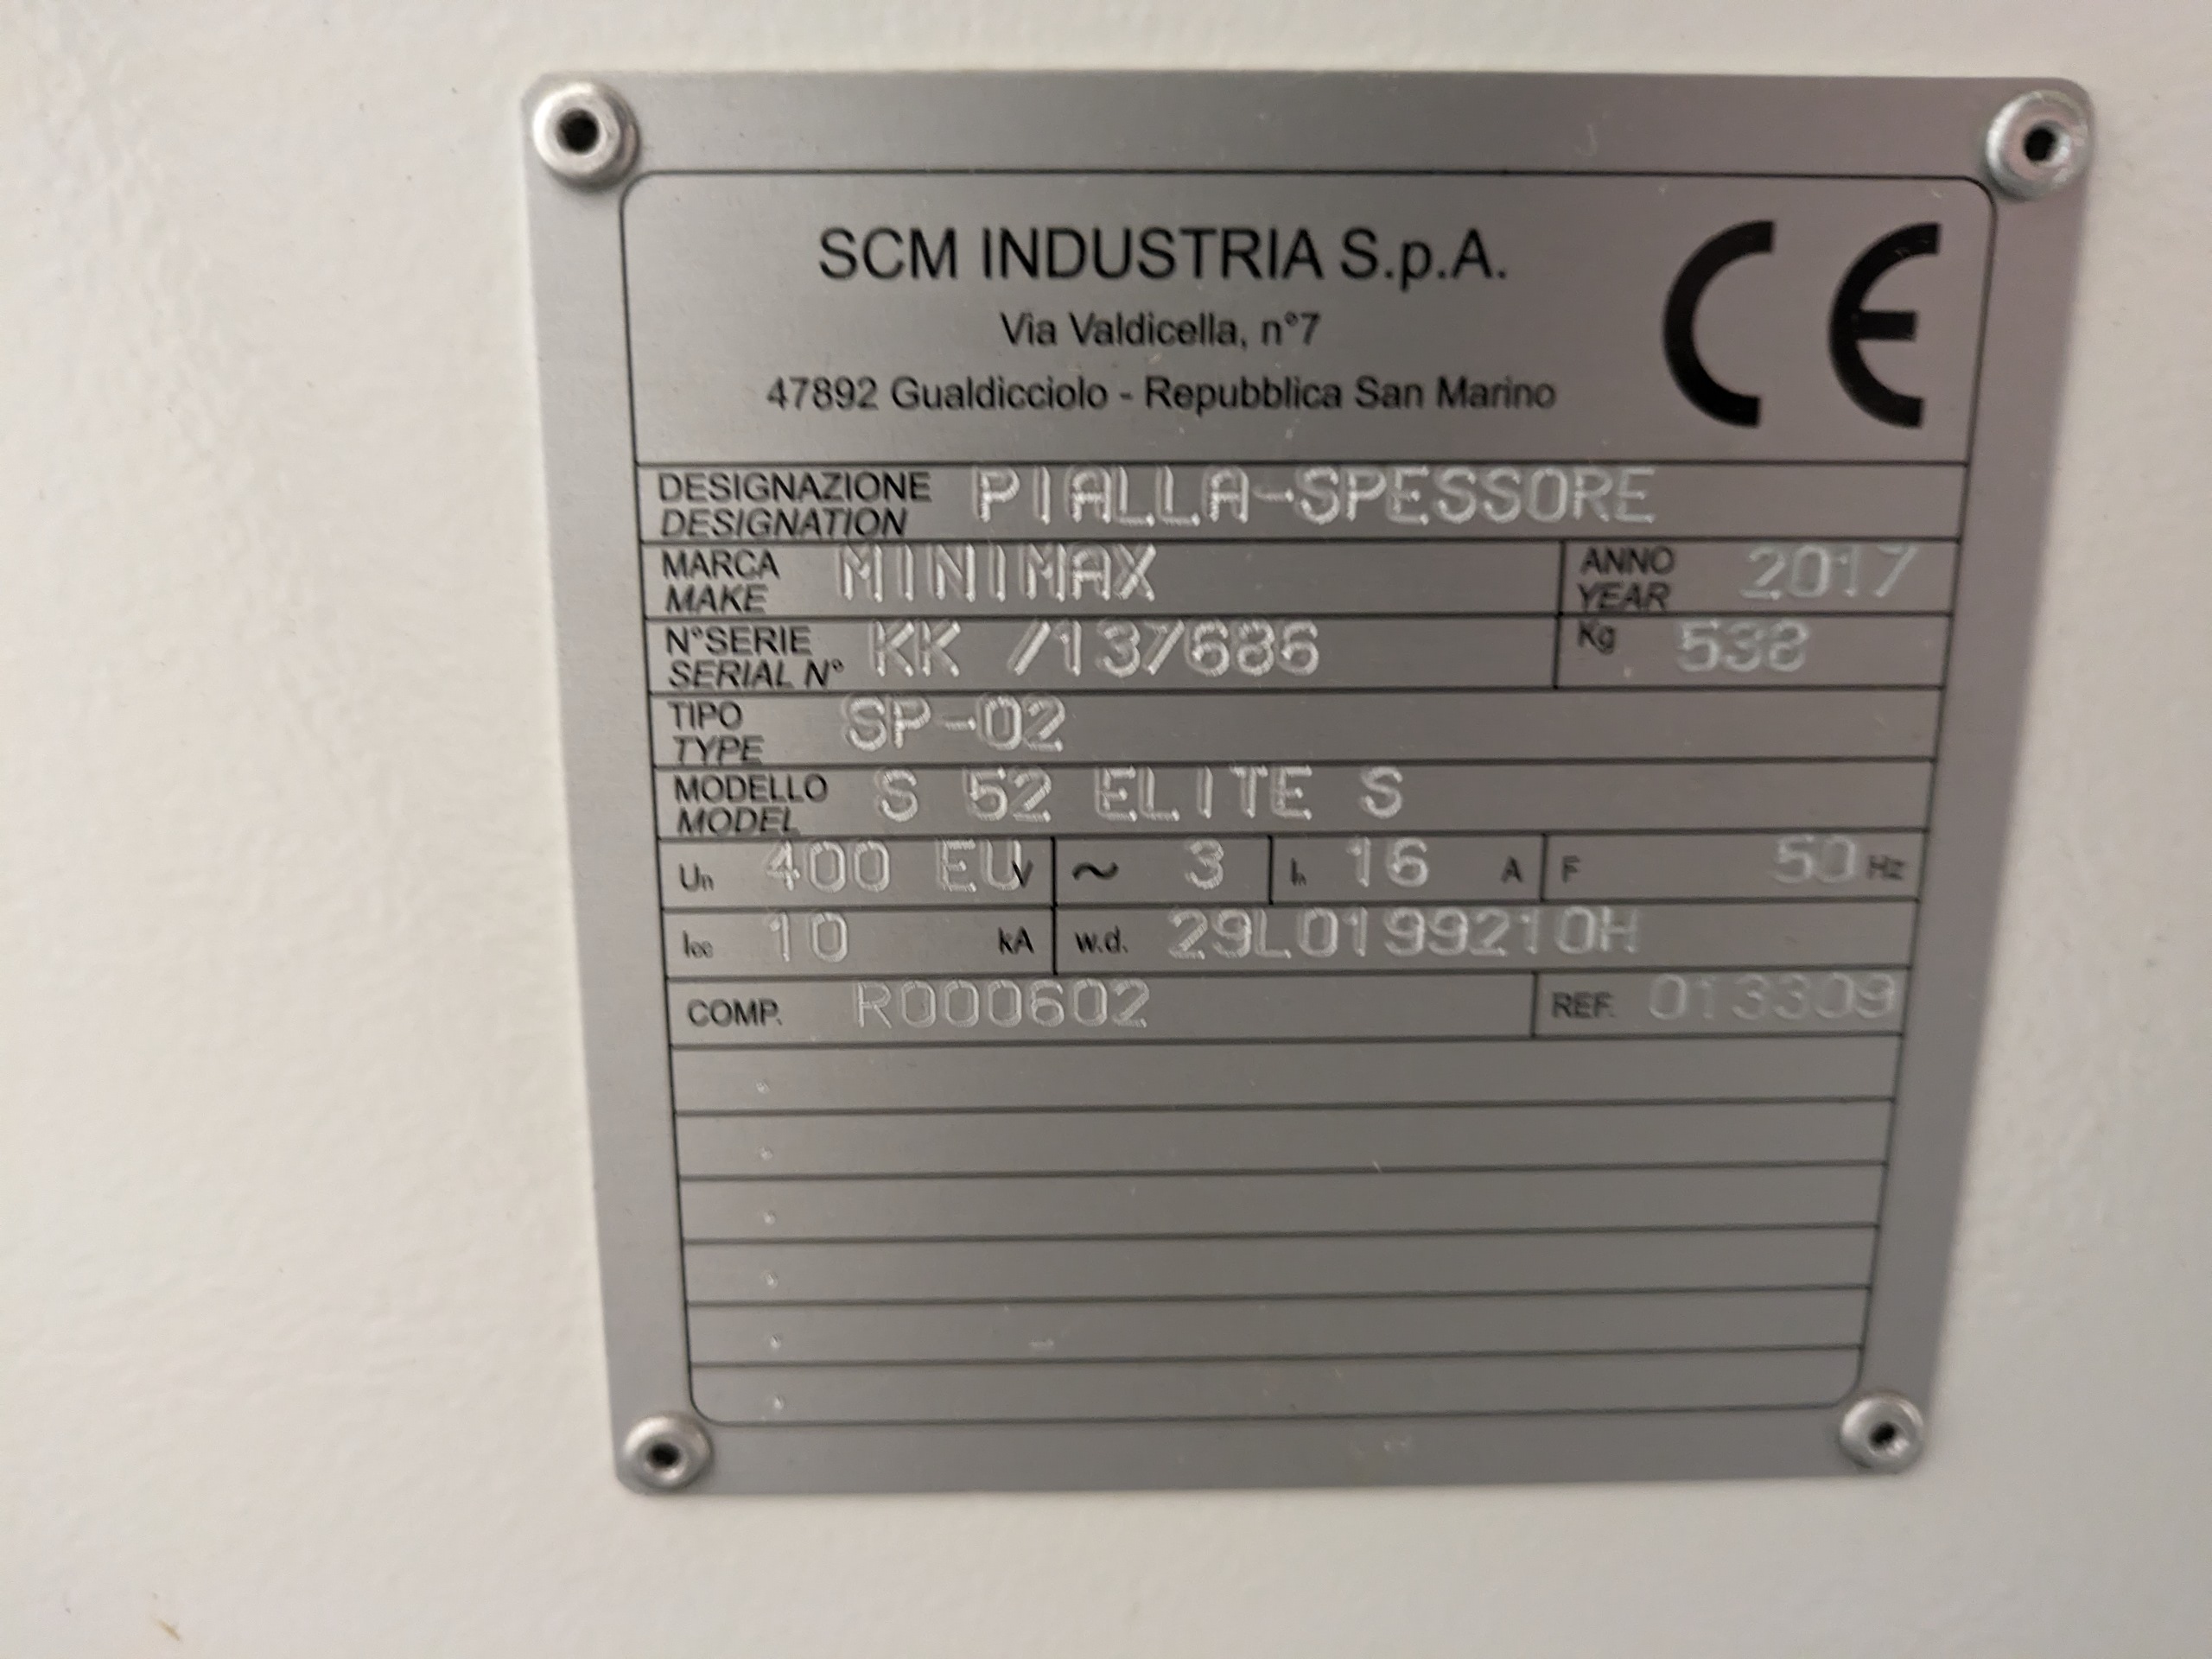 SCM INDUSTRIA S.p.A.
Via Valdicella, n°7
47892 Gualdicciolo - Repubblica San Marino
CE
DESIGNAZIONE
DESIGNATION
PIALLA-SPESSORE
MARCA
MAKE
MINIMAX
ANNO
YEAR
2017
N°SERIE
SERIAL N°
KK /137686
Kg 538
TIPO
TYPE
SP-02
MODELLO
MODEL
S 52 ELITE S
Un 400 EU V
~ 3
In 16 A
F 50 Hz
Icc 10 kA
w.d. 29L0199210H
COMP. R000602
REF. 013309